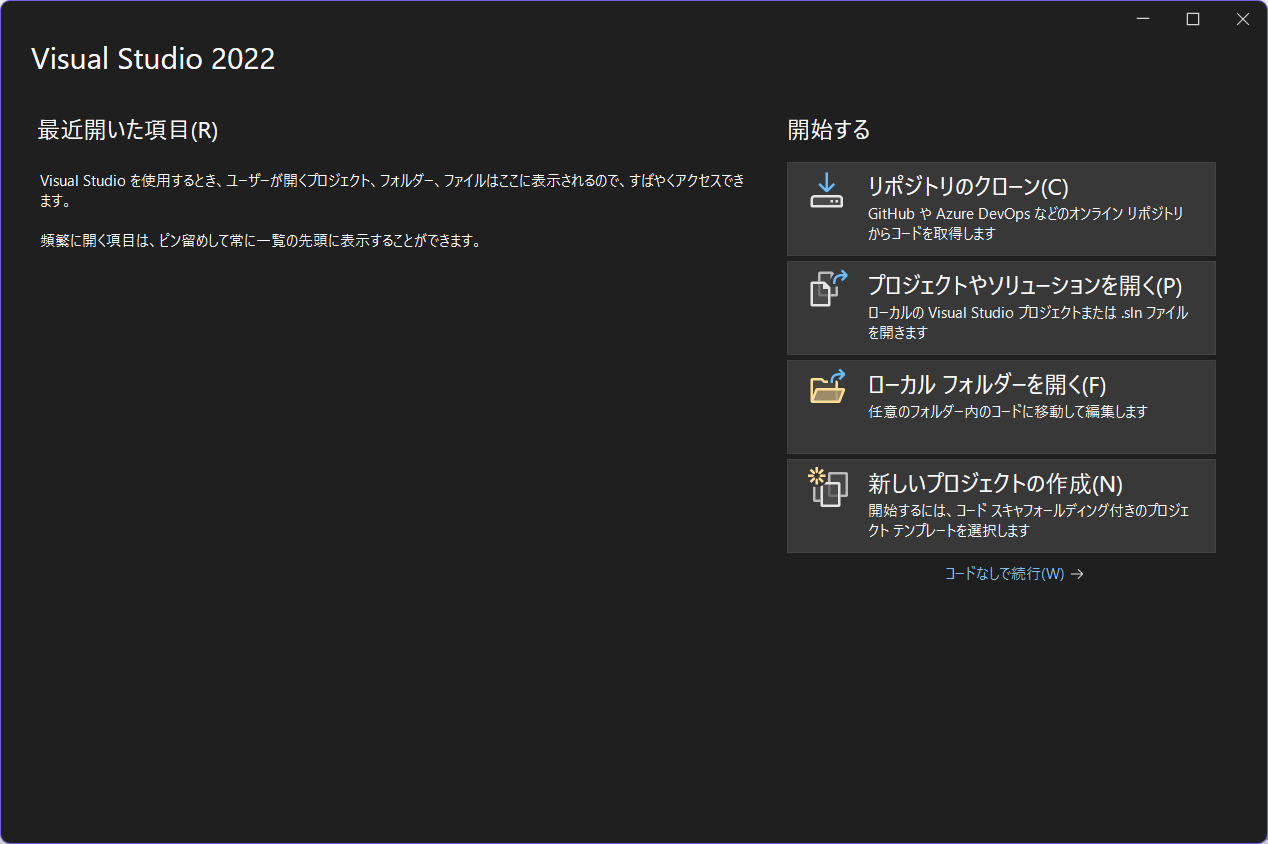 Visual Studio 2022
最近開いた項目(R)
Visual Studio を使用するとき、ユーザーが開くプロジェクト、フォルダー、ファイルはここに表示されるので、すばやくアクセスでき
ます。
頻繁に開く項目は、ピン留めして常に一覧の先頭に表示することができます。
開始する
リポジトリのクローン(C)
GitHub や Azure DevOps などのオンライン リポジトリ
からコードを取得します
プロジェクトやソリューションを開く(P)
ローカルの Visual Studio プロジェクトまたは .sln ファイル
を開きます
ローカル フォルダーを開く(F)
任意のフォルダー内のコードに移動して編集します
新しいプロジェクトの作成(N)
開始するには、コード スキャフォールディング付きのプロジェ
クト テンプレートを選択します
コードなしで続行(W) →